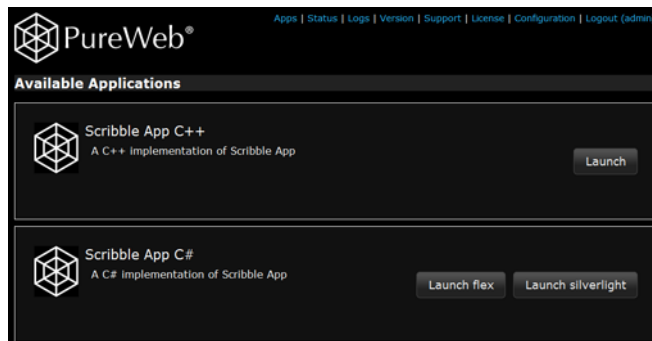 Apps | Status | Logs | Version | Support | License | Configuration | Logout (admin
PureWeb®
Available Applications
Scribble App C++
A C++ implementation of Scribble App
Launch
Scribble App C#
A C# implementation of Scribble App
Launch flex
Launch silverlight